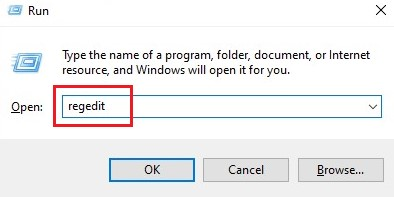 Run
Type the name of a program, folder, document, or Internet
resource, and Windows will open it for you.
Open: regedit
OK Cancel Browse...